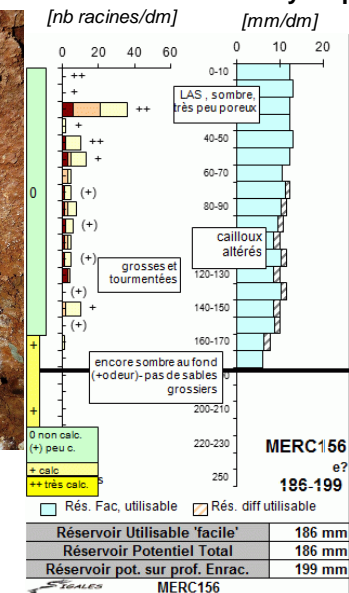 [nb racines/dm]
[mm/dm]
0 20 40 60
0 10 20
++
+
++
+
++
+
(+)
(+)
(+)
(+)
+
(+)
0
+
+
0-10
40-50
60-70
80-90
120-130
140-150
160-170
200-210
220-230
250
LAS , sombre,
très peu poreux
cailloux
altérés
grosses et
tourmentées
encore sombre au fond
(+odeur)- pas de sables
grossiers
0 non calc.
(+) peu c.
+ calc
++ très calc.
s
MERC156
e?
186-199
Rés. Fac, utilisable
Rés. diff utilisable
Réservoir Utilisable 'facile' 186 mm
Réservoir Potentiel Total 186 mm
Réservoir pot. sur prof. Enrac. 199 mm
SIGALES
MERC156